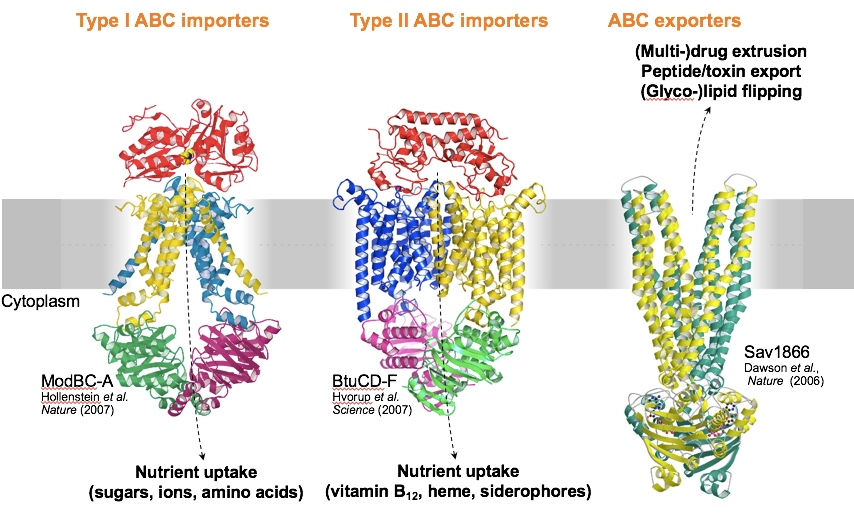 Type I ABC importers
Type II ABC importers
ABC exporters
(Multi-)drug extrusion
Peptide/toxin export
(Glyco-)lipid flipping
Cytoplasm
ModBC-A
Hollenstein et al.
Nature (2007)
BtuCD-F
Hvorup et al.
Science (2007)
Sav1866
Dawson et al.,
Nature (2006)
Nutrient uptake
(sugars, ions, amino acids)
Nutrient uptake
(vitamin B₁₂, heme, siderophores)